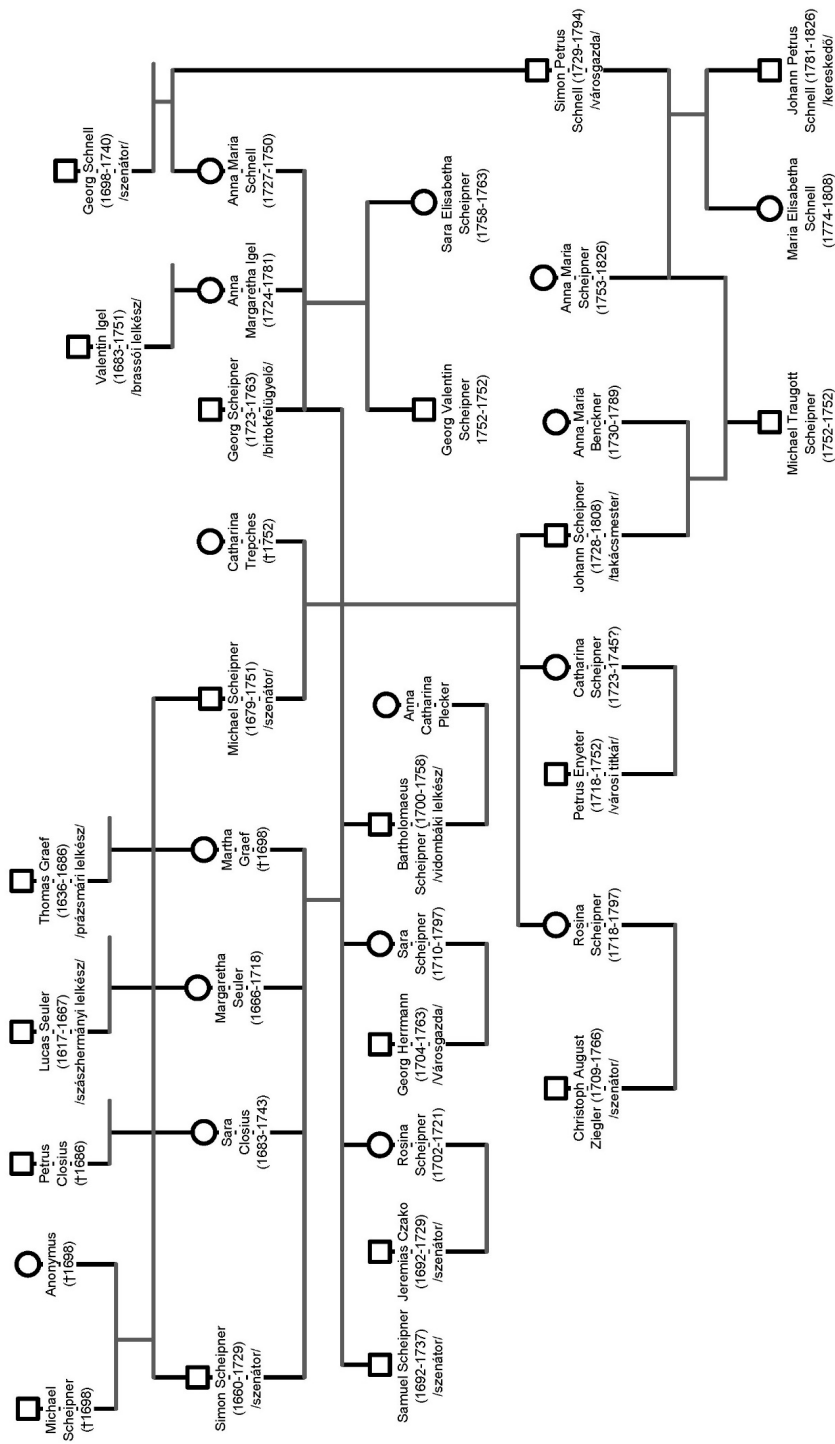 Michael
Scheipner
(†1698)
Anonymus
(†1698)
Petrus
Closius
(†1686)
Lucas Seuler
(1617-1667)
/szászhermányi lelkész/
Thomas Graef
(1636-1686)
/prázsmári lelkész/
Valentin Igel
(1683-1751)
/brassói lelkész/
Georg Schnell
(1698-1740)
/szenátor/
Simon Scheipner
(1660-1729)
/szenátor/
Sara
Closius
(1683-1743)
Margaretha
Seuler
(1666-1718)
Martha
Graef
(†1698)
Michael Scheipner
(1679-1751)
/szenátor/
Catharina
Trepches
(†1752)
Georg Scheipner
(1723-1763)
/birtokfelügyelő/
Anna
Margaretha Igel
(1724-1781)
Anna Maria
Schnell
(1727-1750)
Samuel Scheipner
(1692-1737)
/szenátor/
Jeremias Czako
(1692-1729)
/szenátor/
Rosina
Scheipner
(1702-1721)
Georg Herrmann
(1704-1763)
/Városgazda/
Sara
Scheipner
(1710-1797)
Bartholomaeus
Scheipner (1700-1758)
/vidombáki lelkész/
Anna
Catharina
Plecker
Georg Valentin
Scheipner
1752-1752)
Sara Elisabetha
Scheipner
(1758-1763)
Christoph August
Ziegler (1709-1766)
/szenátor/
Rosina
Scheipner
(1718-1797)
Petrus Enyeter
(1718-1752)
/városi titkár/
Catharina
Scheipner
(1723-1745?)
Johann Scheipner
(1728-1808)
/takácsmester/
Anna Maria
Benckner
(1730-1789)
Anna Maria
Scheipner
(1753-1826)
Simon Petrus
Schnell (1729-1794)
/városgazda/
Michael Traugott
Scheipner
(1752-1752)
Maria Elisabetha
Schnell
(1774-1808)
Johann Petrus
Schnell (1781-1826)
/kereskedő/